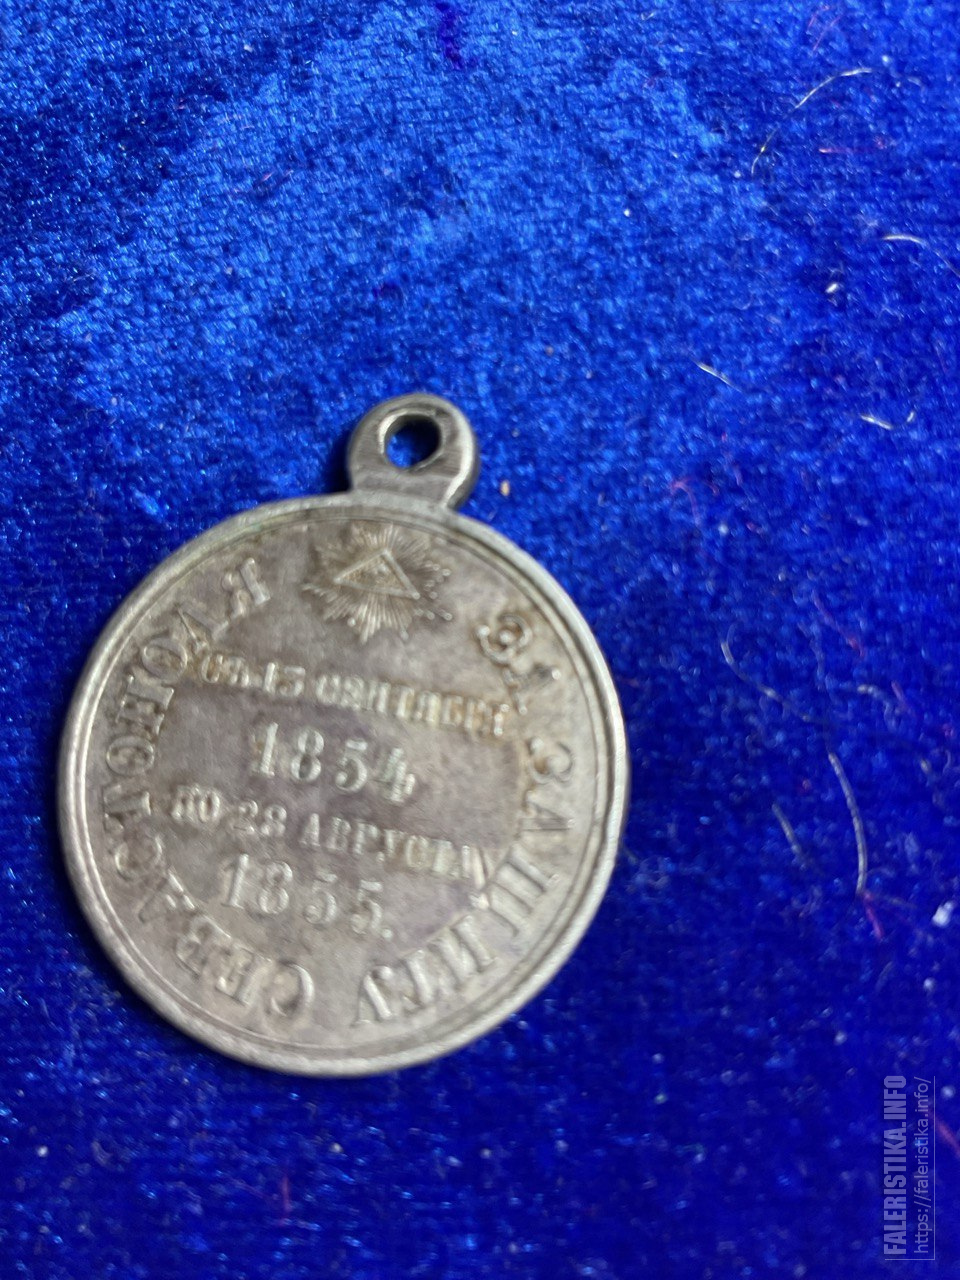 ЗА ЗАЩИТУ СЕВАСТОПОЛЯ
СЪ 13 СЕНТЯБРЯ
1854
ПО 28 АВГУСТА
1855.
FALERISTIKA.INFO
https://faleristika.info/